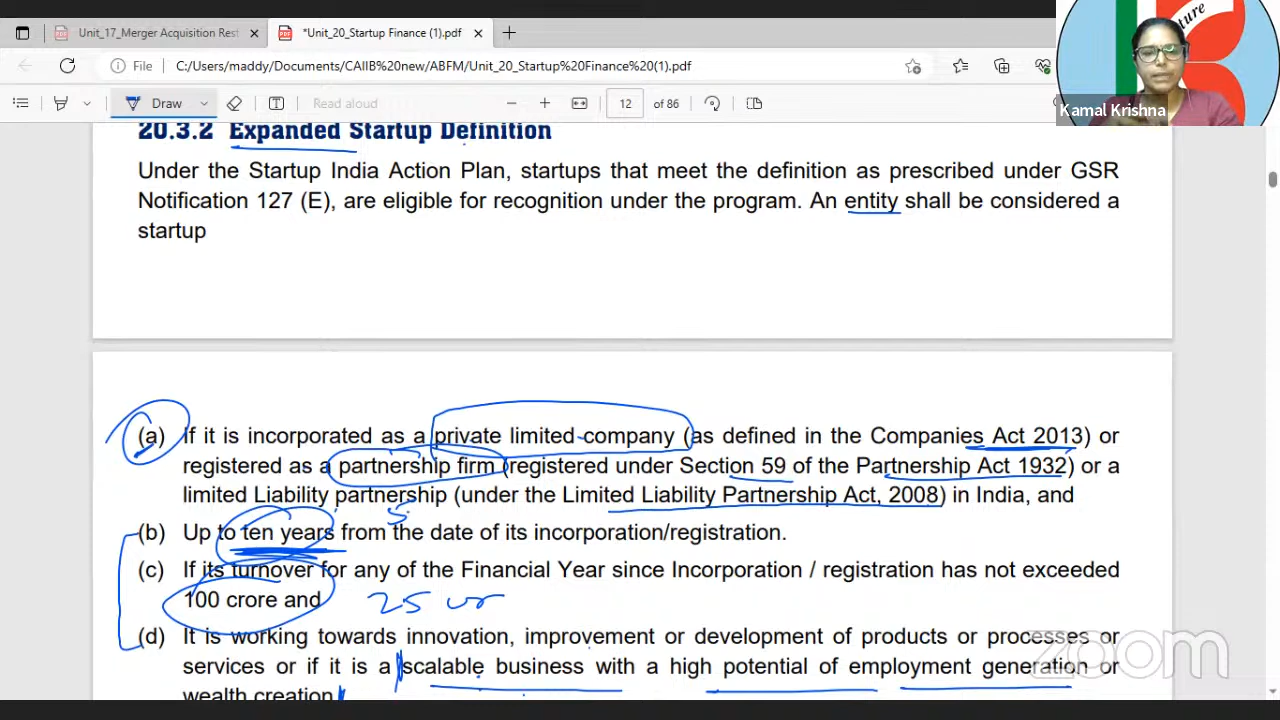 Unit_17_Merger Acquisition Rest
*Unit_20_Startup Finance (1).pdf
File
C:/Users/maddy/Documents/CAIIB%20new/ABFM/Unit_20_Startup%20Finance%20(1).pdf
ture
Draw
Read aloud
12 of 86
Kamal Krishna
20.3.2 Expanded Startup Definition
Under the Startup India Action Plan, startups that meet the definition as prescribed under GSR
Notification 127 (E), are eligible for recognition under the program. An entity shall be considered a
startup
(a) If it is incorporated as a private limited company (as defined in the Companies Act 2013) or
registered as a partnership firm (registered under Section 59 of the Partnership Act 1932) or a
limited Liability partnership (under the Limited Liability Partnership Act, 2008) in India, and
5
(b) Up to ten years from the date of its incorporation/registration.
(c) If its turnover for any of the Financial Year since Incorporation / registration has not exceeded
100 crore and 25 cr
(d) It is working towards innovation, improvement or development of products or processes or
services or if it is a scalable business with a high potential of employment generation or
wealth creation
zoom